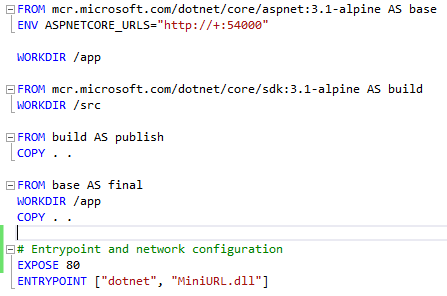 FROM mcr.microsoft.com/dotnet/core/aspnet:3.1-alpine AS base
ENV ASPNETCORE_URLS="http://+:54000"
WORKDIR /app
FROM mcr.microsoft.com/dotnet/core/sdk:3.1-alpine AS build
WORKDIR /src
FROM build AS publish
COPY . .
FROM base AS final
WORKDIR /app
COPY . .
# Entrypoint and network configuration
EXPOSE 80
ENTRYPOINT ["dotnet", "MiniURL.dll"]